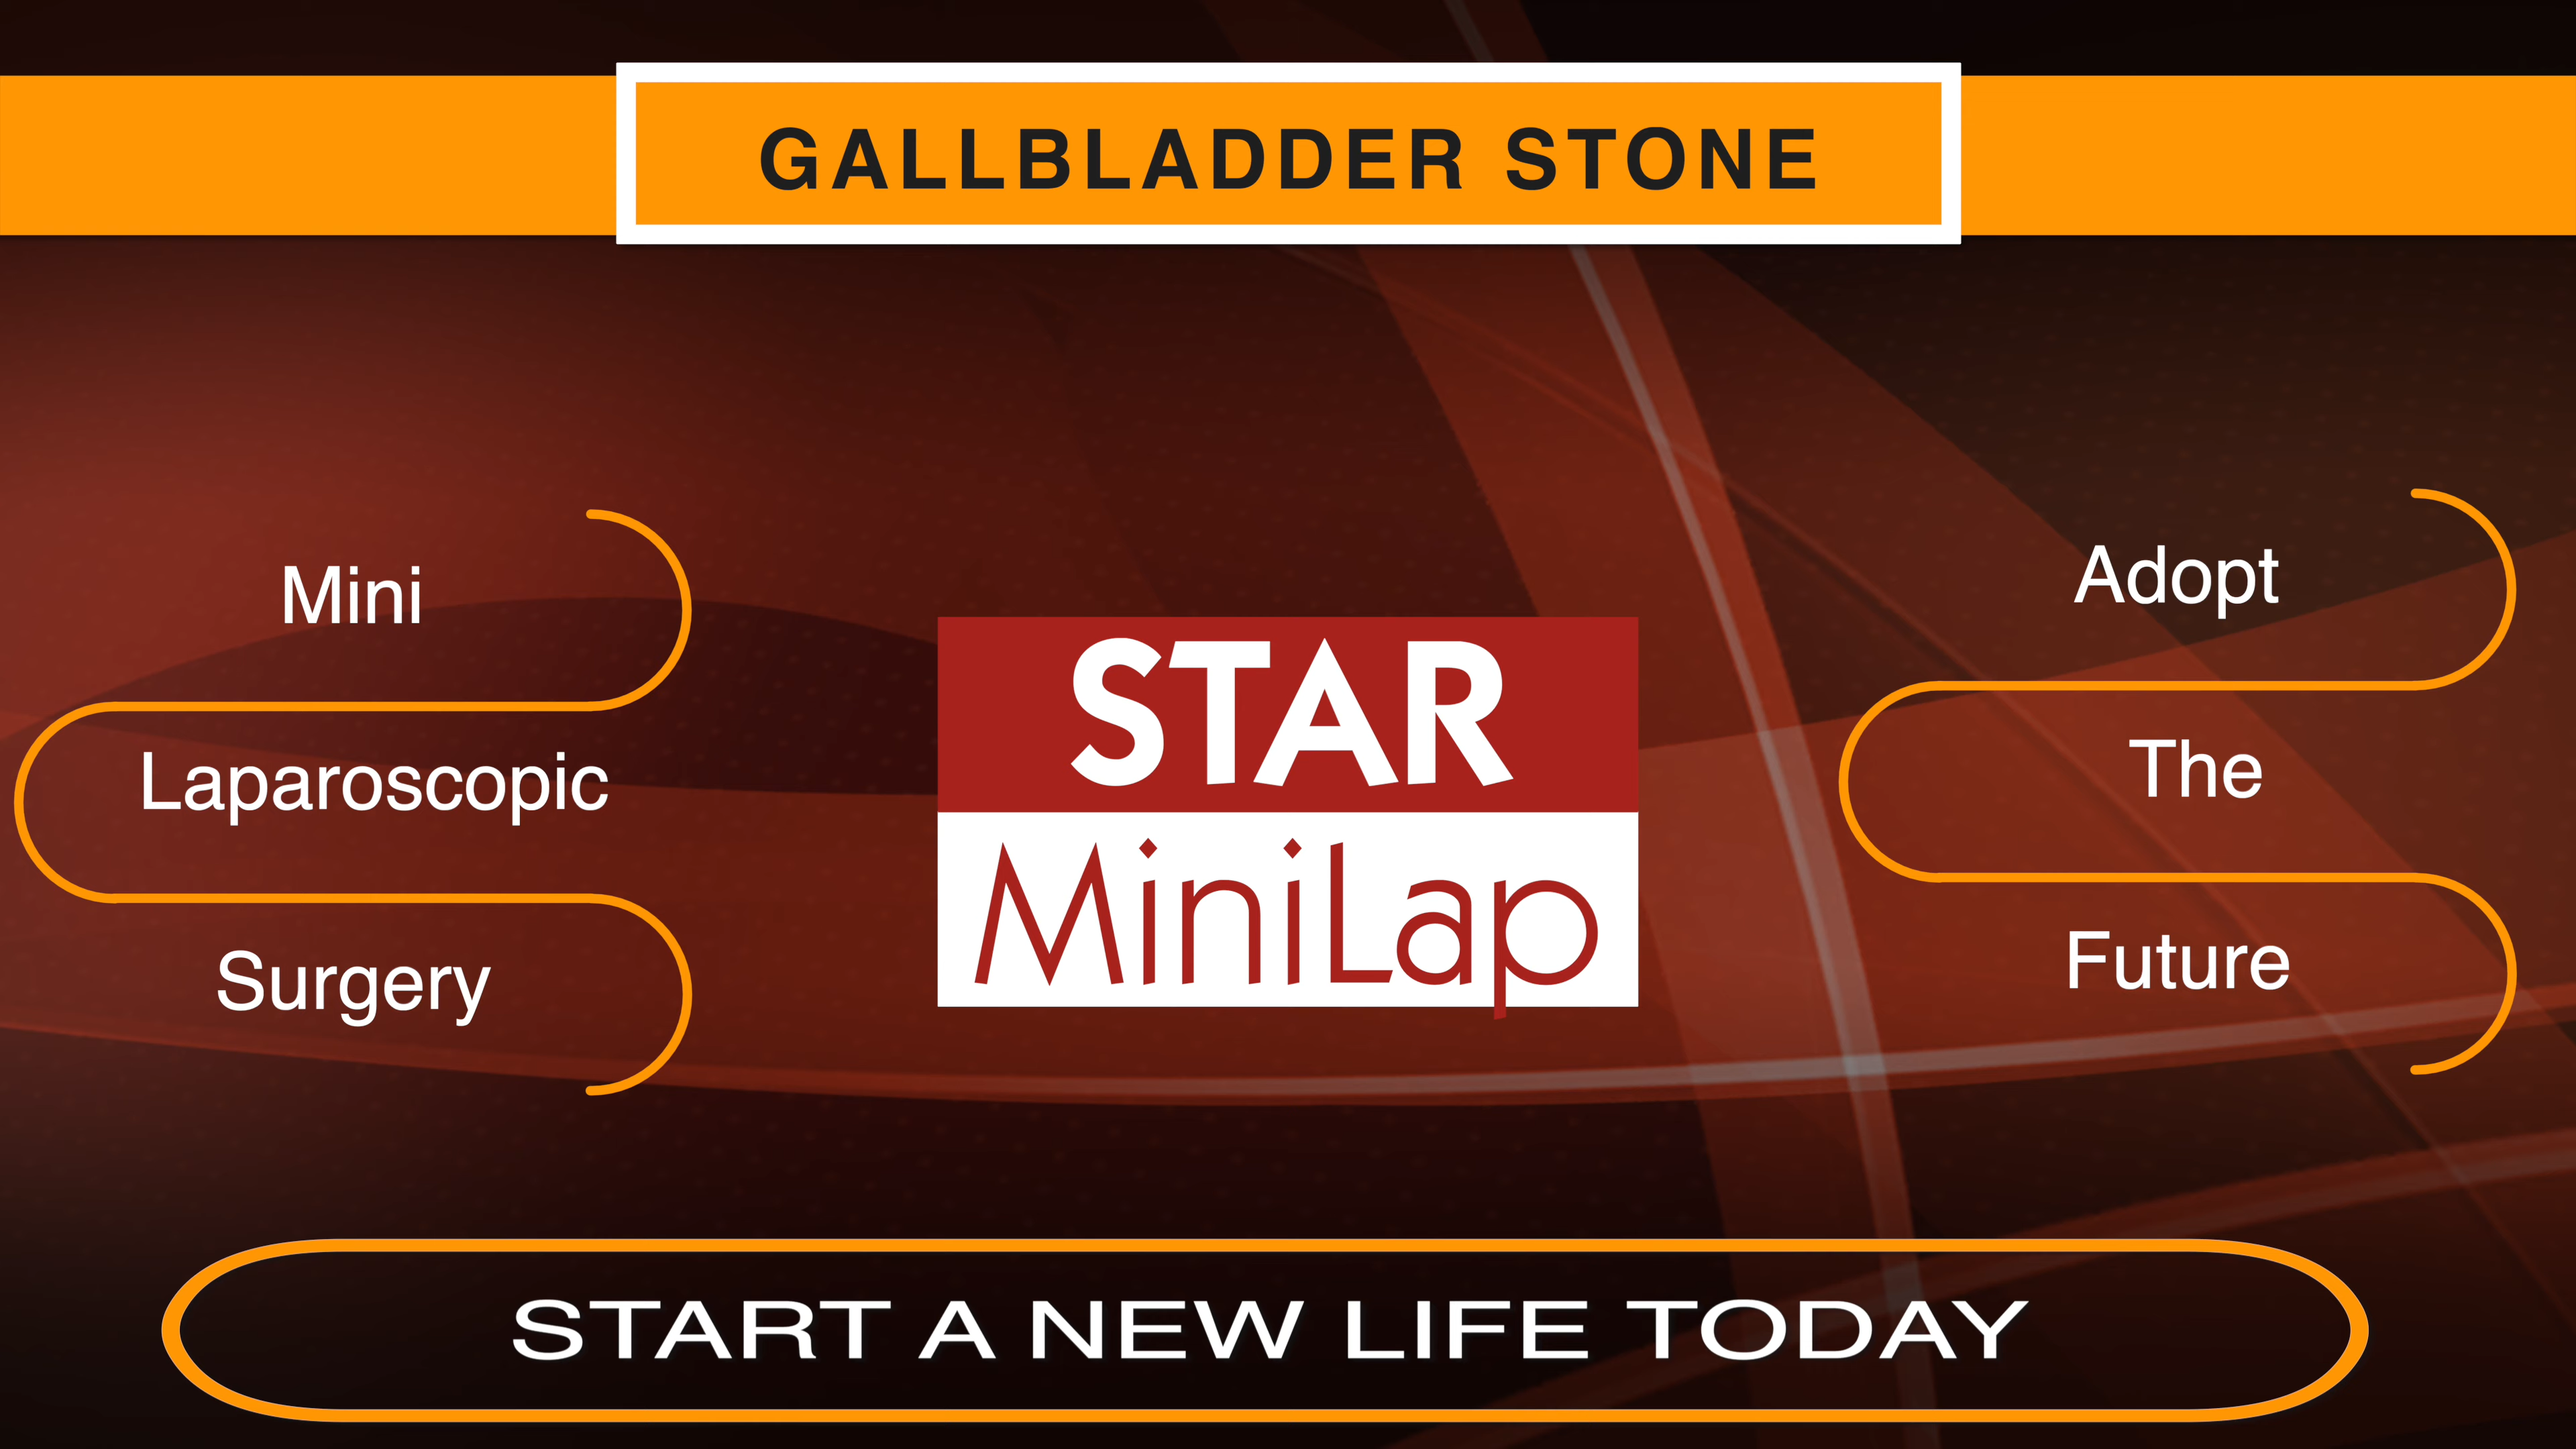 GALLBLADDER STONE
Mini
Laparoscopic
Surgery
STAR
MiniLap
Adopt
The
Future
START A NEW LIFE TODAY